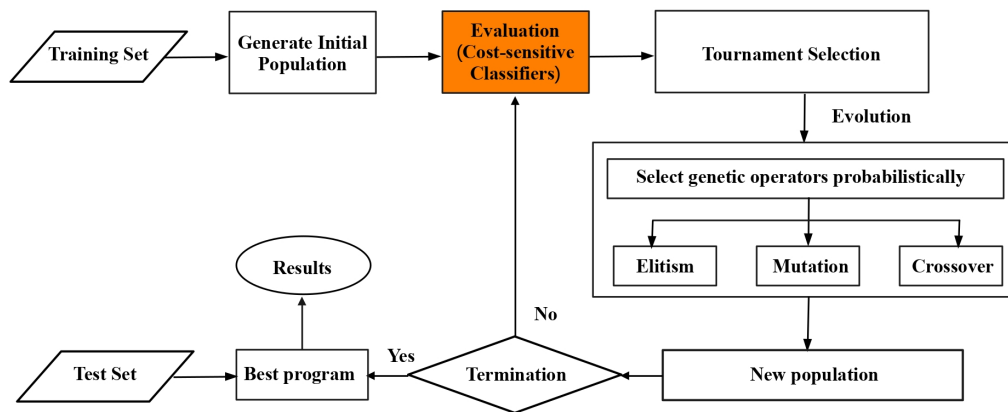 Training Set
Generate Initial
Population
Evaluation
(Cost-sensitive
Classifiers)
Tournament Selection
Evolution
Select genetic operators probabilistically
Elitism
Mutation
Crossover
Results
No
Yes
Test Set
Best program
Termination
New population